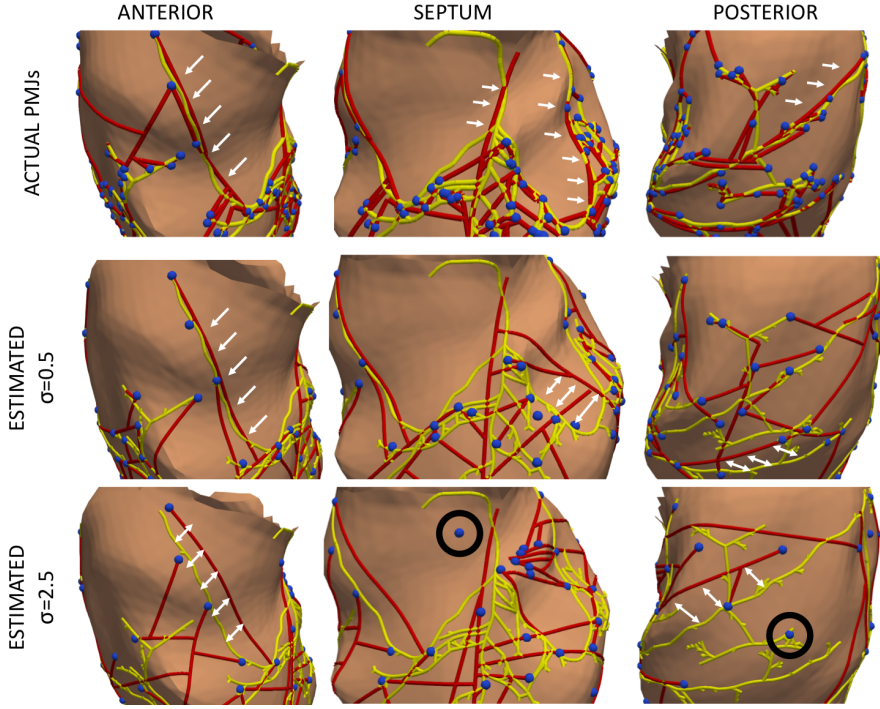 ANTERIOR
SEPTUM
POSTERIOR
ACTUAL PMJs
ESTIMATED
σ=0.5
ESTIMATED
σ=2.5